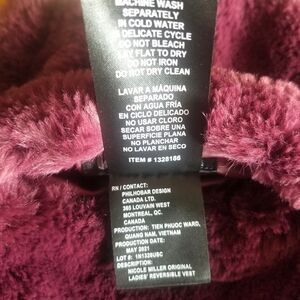 MACHINE WASH
SEPARATELY
IN COLD WATER
DELICATE CYCLE
DO NOT BLEACH
LAY FLAT TO DRY
DO NOT IRON
DO NOT DRY CLEAN
LAVAR A MÁQUINA
SEPARADO
CON AGUA FRÍA
EN CICLO DELICADO
NO USAR CLORO
SECAR SOBRE UNA
SUPERFICIE PLANA
NO PLANCHAR
NO LAVAR EN SECO
ITEM # 1328186
RN / CONTACT:
PHILHOBAR DESIGN
CANADA LTD.
365 LOUVAIN WEST
MONTREAL, QC.
CANADA
PRODUCTION: TIEN PHUOC WARD,
QUANG NAM, VIETNAM
PRODUCTION DATE:
MAY 2021
LOT #: 1M1328USC
DESCRIPTION:
NICOLE MILLER ORIGINAL
LADIES' REVERSIBLE VEST